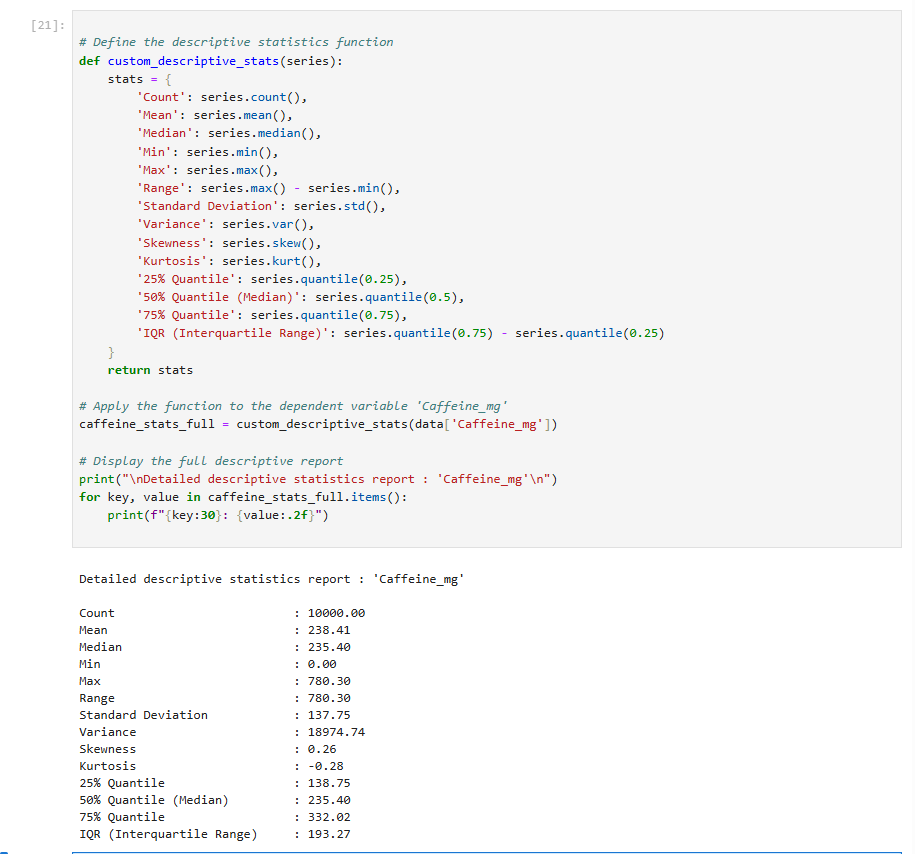 [21]:
# Define the descriptive statistics function
def custom_descriptive_stats(series):
    stats = {
        'Count': series.count(),
        'Mean': series.mean(),
        'Median': series.median(),
        'Min': series.min(),
        'Max': series.max(),
        'Range': series.max() - series.min(),
        'Standard Deviation': series.std(),
        'Variance': series.var(),
        'Skewness': series.skew(),
        'Kurtosis': series.kurt(),
        '25% Quantile': series.quantile(0.25),
        '50% Quantile (Median)': series.quantile(0.5),
        '75% Quantile': series.quantile(0.75),
        'IQR (Interquartile Range)': series.quantile(0.75) - series.quantile(0.25)
    }
    return stats
# Apply the function to the dependent variable 'Caffeine_mg'
caffeine_stats_full = custom_descriptive_stats(data['Caffeine_mg'])
# Display the full descriptive report
print("\nDetailed descriptive statistics report : 'Caffeine_mg'\n")
for key, value in caffeine_stats_full.items():
    print(f"{key:30}: {value:.2f}")
Detailed descriptive statistics report : 'Caffeine_mg'
Count                         : 10000.00
Mean                          : 238.41
Median                        : 235.40
Min                           : 0.00
Max                           : 780.30
Range                         : 780.30
Standard Deviation            : 137.75
Variance                      : 18974.74
Skewness                      : 0.26
Kurtosis                      : -0.28
25% Quantile                  : 138.75
50% Quantile (Median)         : 235.40
75% Quantile                  : 332.02
IQR (Interquartile Range)     : 193.27